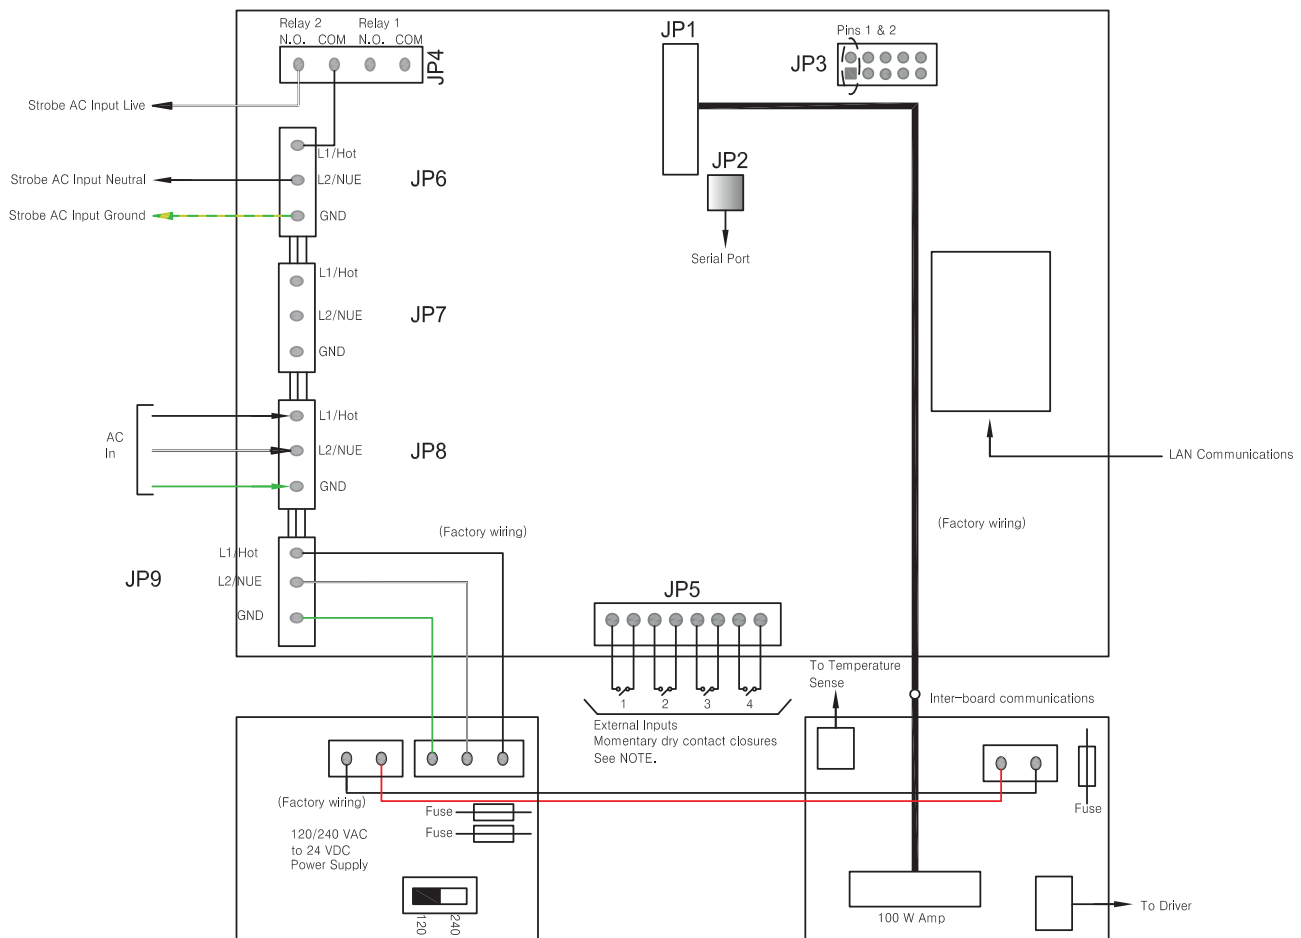 Relay 2
Relay 1
N.O.
COM
N.O.
COM
JP4
JP1
Pins 1 & 2
JP3
Strobe AC Input Live
L1/Hot
JP2
Strobe AC Input Neutral
L2/NUE
JP6
Strobe AC Input Ground
GND
Serial Port
L1/Hot
L2/NUE
JP7
GND
AC
In
L1/Hot
L2/NUE
JP8
GND
LAN Communications
(Factory wiring)
(Factory wiring)
L1/Hot
JP9
L2/NUE
GND
JP5
1
2
3
4
External Inputs
Momentary dry contact closures
See NOTE.
To Temperature
Sense
Inter-board communications
(Factory wiring)
Fuse
Fuse
Fuse
120/240 VAC
to 24 VDC
Power Supply
120
240
100 W Amp
To Driver